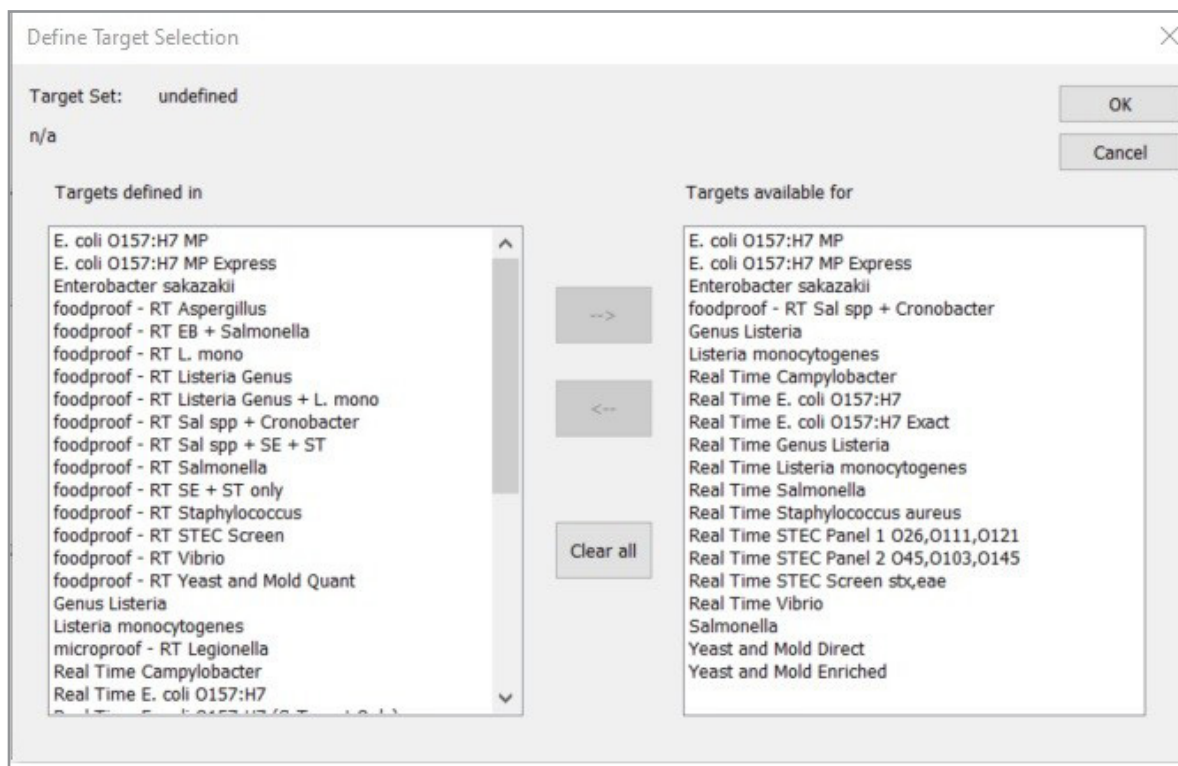 Define Target Selection
Target Set: undefined
OK
n/a
Cancel
Targets defined in
E. coli O157:H7 MP
E. coli O157:H7 MP Express
Enterobacter sakazakii
foodproof - RT Aspergillus
foodproof - RT EB + Salmonella
foodproof - RT L. mono
foodproof - RT Listeria Genus
foodproof - RT Listeria Genus + L. mono
foodproof - RT Sal spp + Cronobacter
foodproof - RT Sal spp + SE + ST
foodproof - RT Salmonella
foodproof - RT SE + ST only
foodproof - RT Staphylococcus
foodproof - RT STEC Screen
foodproof - RT Vibrio
foodproof - RT Yeast and Mold Quant
Genus Listeria
Listeria monocytogenes
microproof - RT Legionella
Real Time Campylobacter
Real Time E. coli O157:H7
-->
<--
Clear all
Targets available for
E. coli O157:H7 MP
E. coli O157:H7 MP Express
Enterobacter sakazakii
foodproof - RT Sal spp + Cronobacter
Genus Listeria
Listeria monocytogenes
Real Time Campylobacter
Real Time E. coli O157:H7
Real Time E. coli O157:H7 Exact
Real Time Genus Listeria
Real Time Listeria monocytogenes
Real Time Salmonella
Real Time Staphylococcus aureus
Real Time STEC Panel 1 O26,O111,O121
Real Time STEC Panel 2 O45,O103,O145
Real Time STEC Screen stx,eae
Real Time Vibrio
Salmonella
Yeast and Mold Direct
Yeast and Mold Enriched